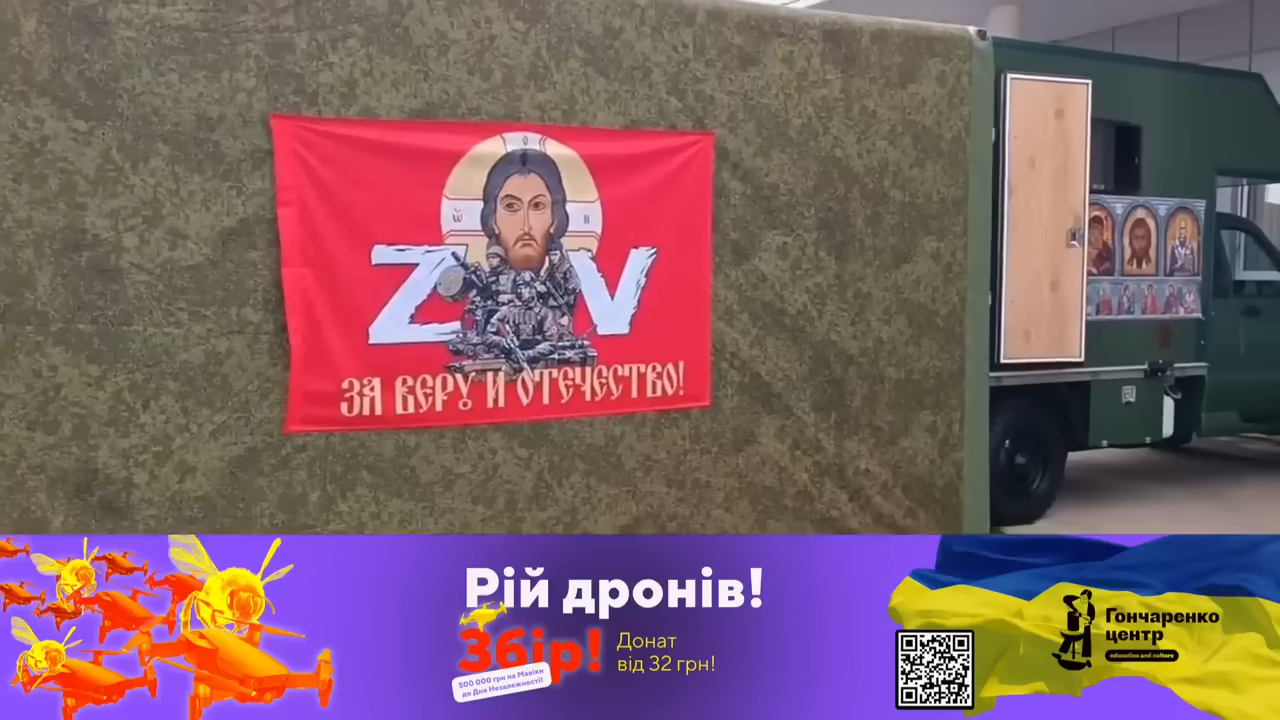 Z V
ЗА ВЕРУ И ОТЕЧЕСТВО!
Рій дронів!
Збір!
Донат
від 32 грн!
500 000 грн на Мавіки
до Дня Незалежності!
Гончаренко
центр
education and culture